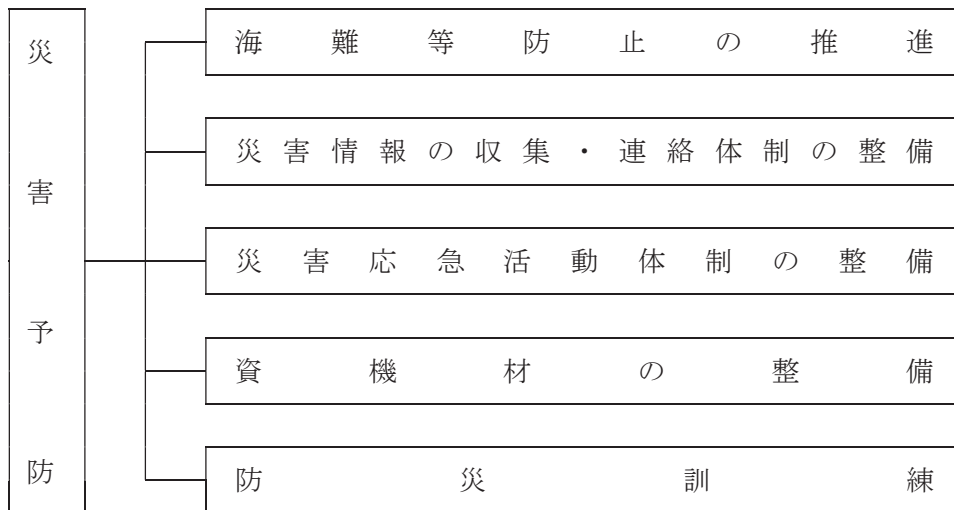 災害予防
海難等防止の推進
災害情報の収集・連絡体制の整備
災害応急活動体制の整備
資機材の整備
防災訓練